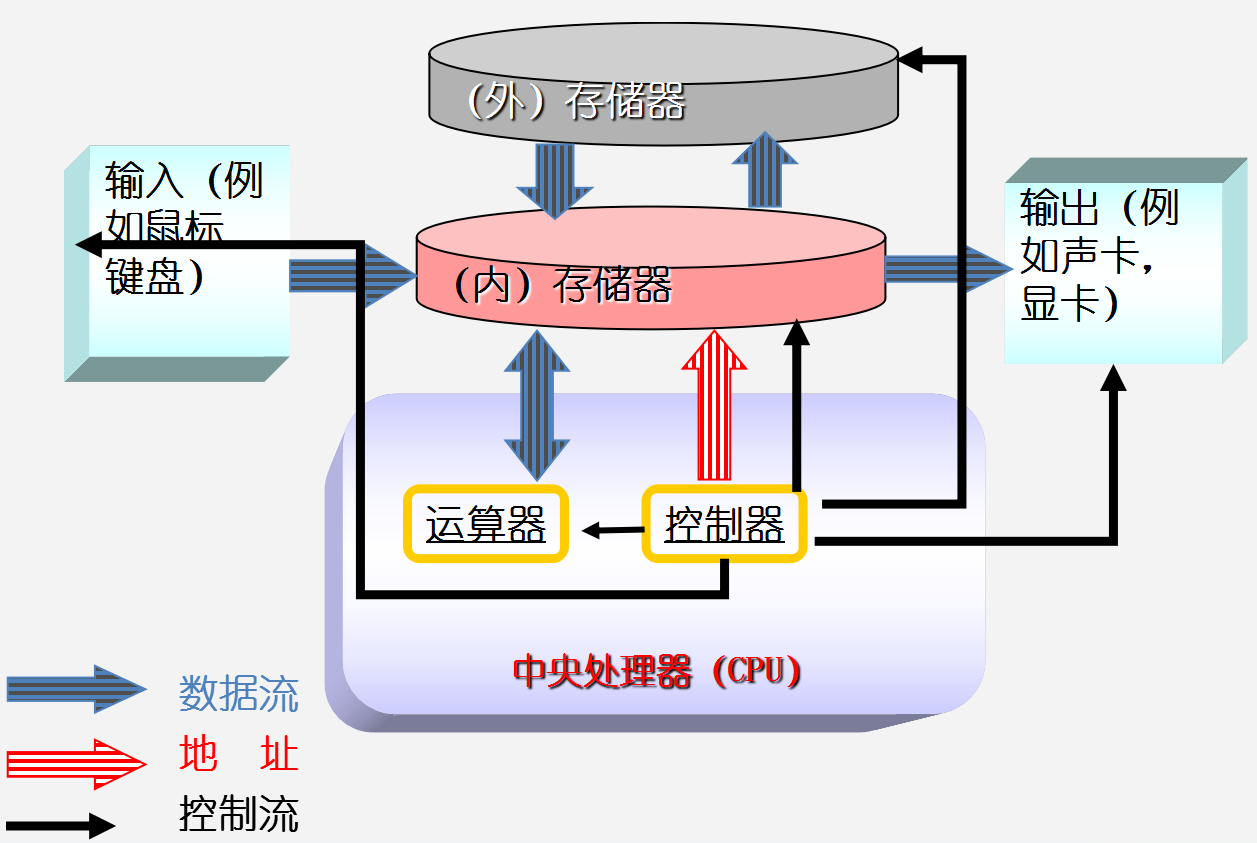 （外）存储器
输入（例
如鼠标
键盘）
（内）存储器
输出（例
如声卡，
显卡）
运算器
控制器
中央处理器（CPU）
数据流
地 址
控制流